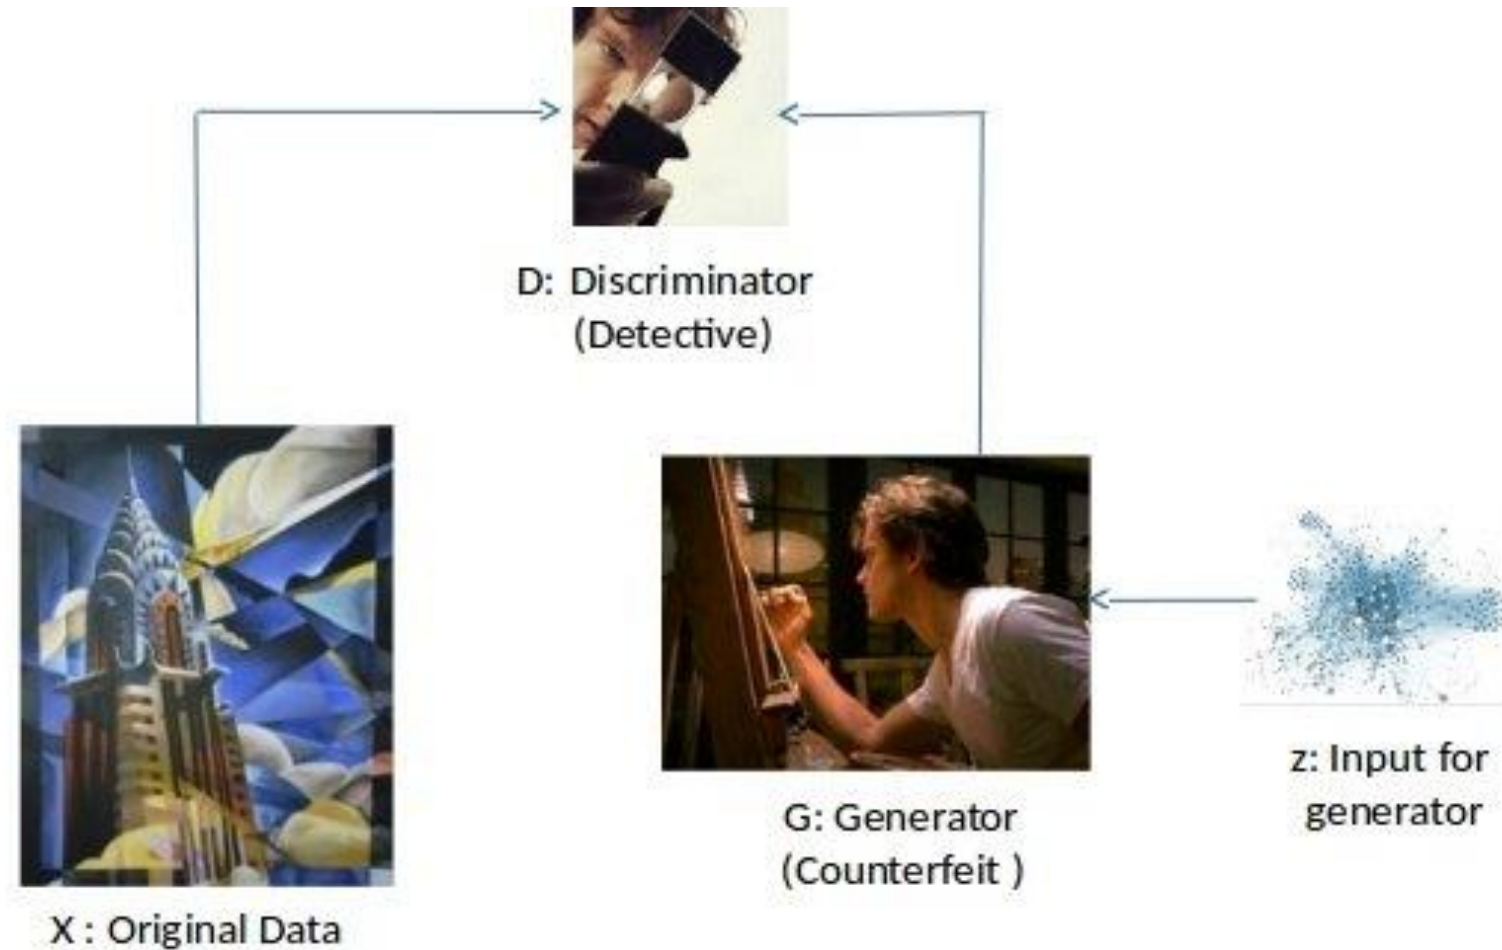 D: Discriminator
(Detective)
G: Generator
(Counterfeit )
z: Input for
generator
X : Original Data